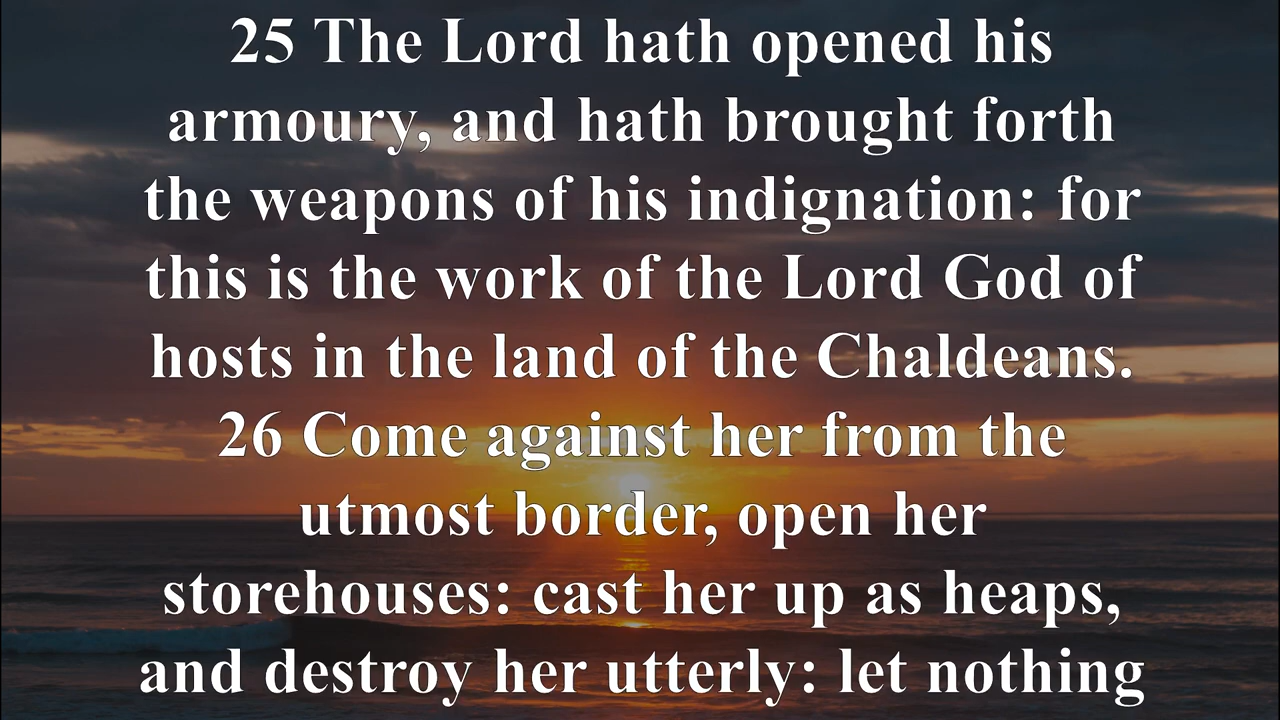 25 The Lord hath opened his
armoury, and hath brought forth
the weapons of his indignation: for
this is the work of the Lord God of
hosts in the land of the Chaldeans.
26 Come against her from the
utmost border, open her
storehouses: cast her up as heaps,
and destroy her utterly: let nothing